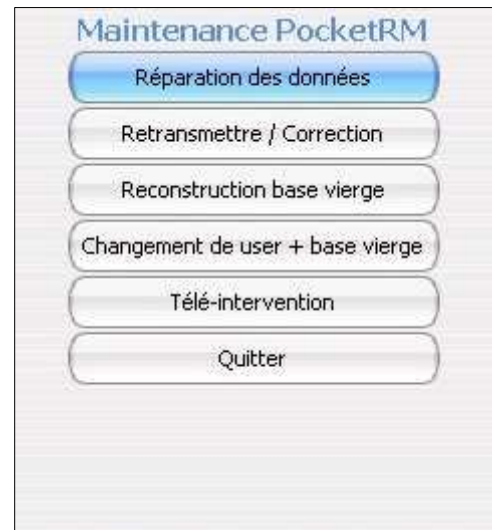 Maintenance PocketRM
Réparation des données
Retransmettre / Correction
Reconstruction base vierge
Changement de user + base vierge
Télé-intervention
Quitter